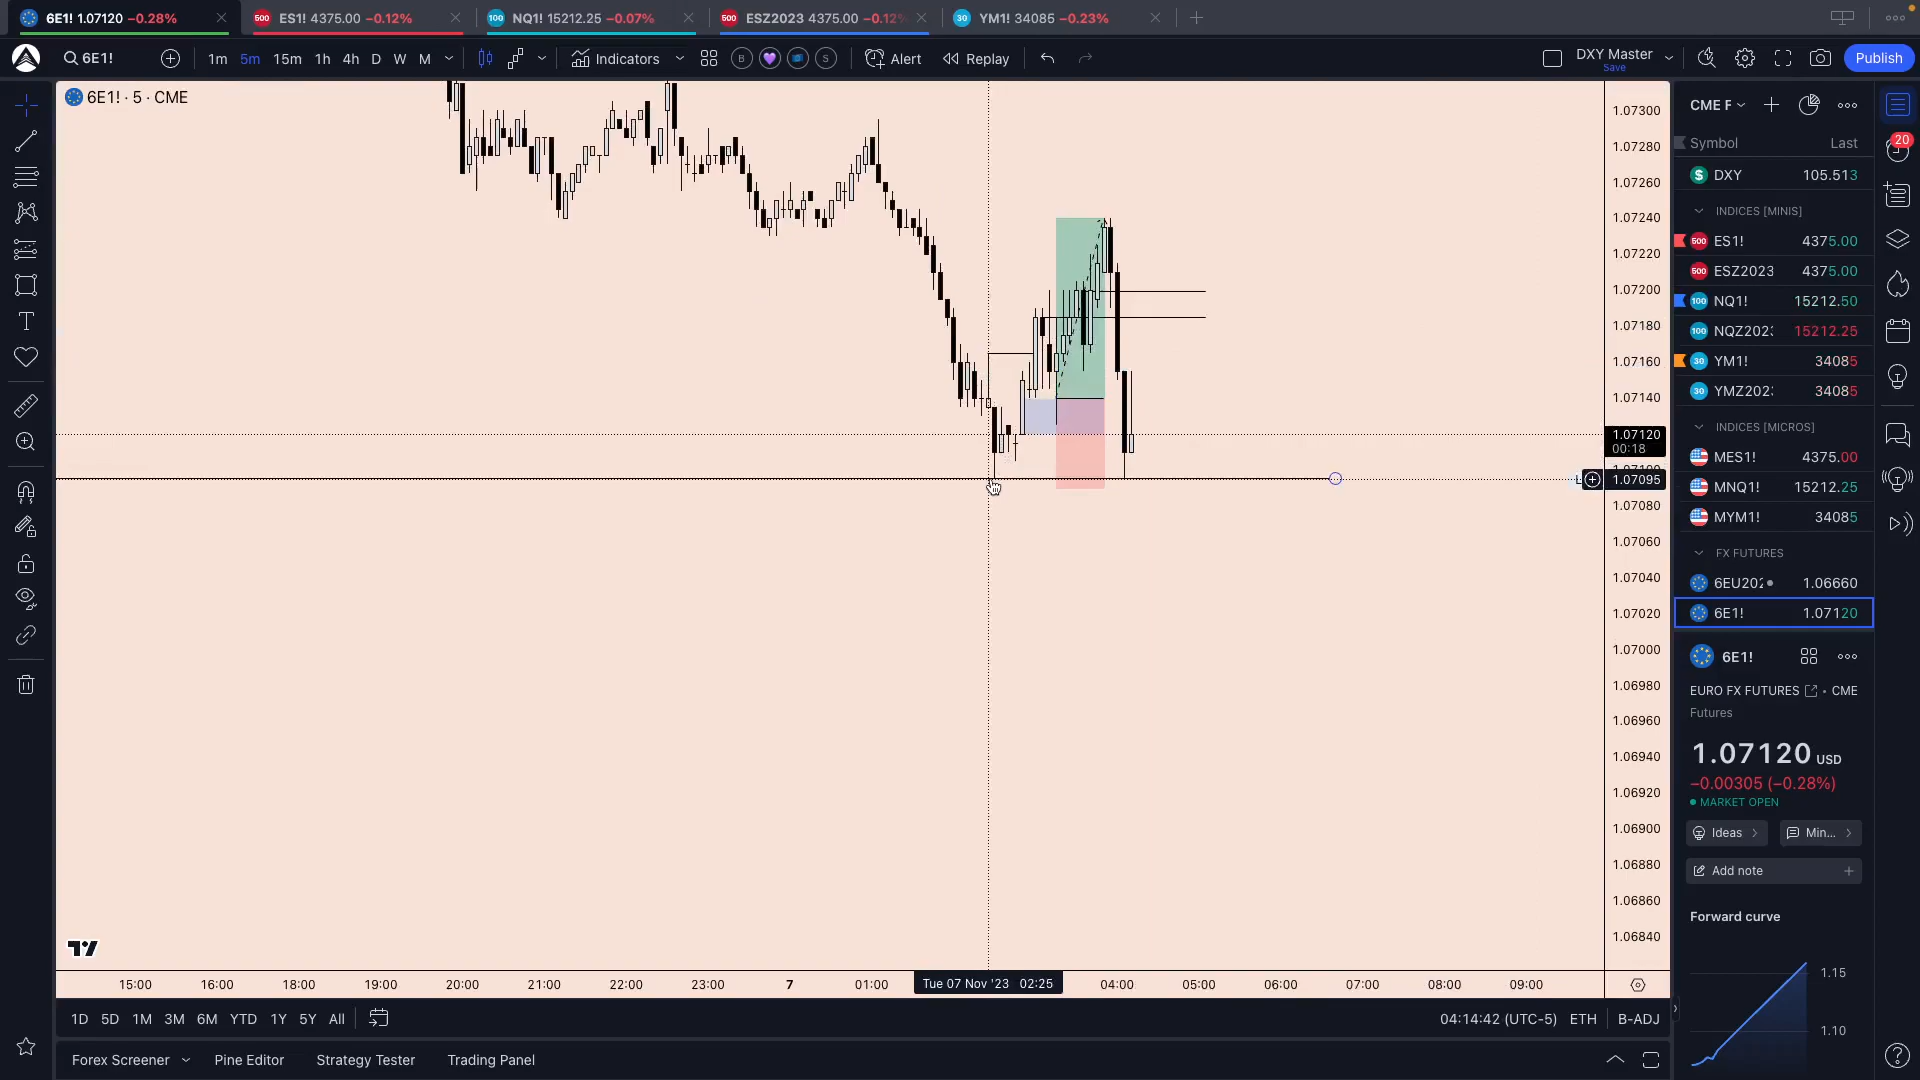 6E1! 1.07120 −0.28%
ES1! 4375.00 −0.12%
NQ1! 15212.25 −0.07%
ESZ2023 4375.00 −0.12%
YM1! 34085 −0.23%
6E1!
1m 5m 15m 1h 4h D W M
Indicators
B
S
Alert
Replay
DXY Master
Save
Publish
6E1! · 5 · CME
1.07300
1.07280
1.07260
1.07240
1.07220
1.07200
1.07180
1.07160
1.07140
1.07120
00:18
1.07095
1.07080
1.07060
1.07040
1.07020
1.07000
1.06980
1.06960
1.06940
1.06920
1.06900
1.06880
1.06860
1.06840
15:00 16:00 17:00 18:00 19:00 20:00 21:00 22:00 23:00 7 01:00 Tue 07 Nov '23 02:25 04:00 05:00 06:00 07:00 08:00 09:00
1D 5D 1M 3M 6M YTD 1Y 5Y All
04:14:42 (UTC-5) ETH B-ADJ
Forex Screener Pine Editor Strategy Tester Trading Panel
CME F
20
Symbol Last
DXY 105.513
INDICES [MINIS]
500 ES1! 4375.00
500 ESZ2023 4375.00
100 NQ1! 15212.50
100 NQZ202 15212.25
30 YM1! 34085
30 YMZ202 34085
INDICES [MICROS]
MES1! 4375.00
MNQ1! 15212.25
MYM1! 34085
FX FUTURES
6EU202 1.06660
6E1! 1.07120
6E1!
EURO FX FUTURES • CME
Futures
1.07120 USD
−0.00305 (−0.28%)
MARKET OPEN
Ideas
Min...
Add note
Forward curve
1.15
1.10